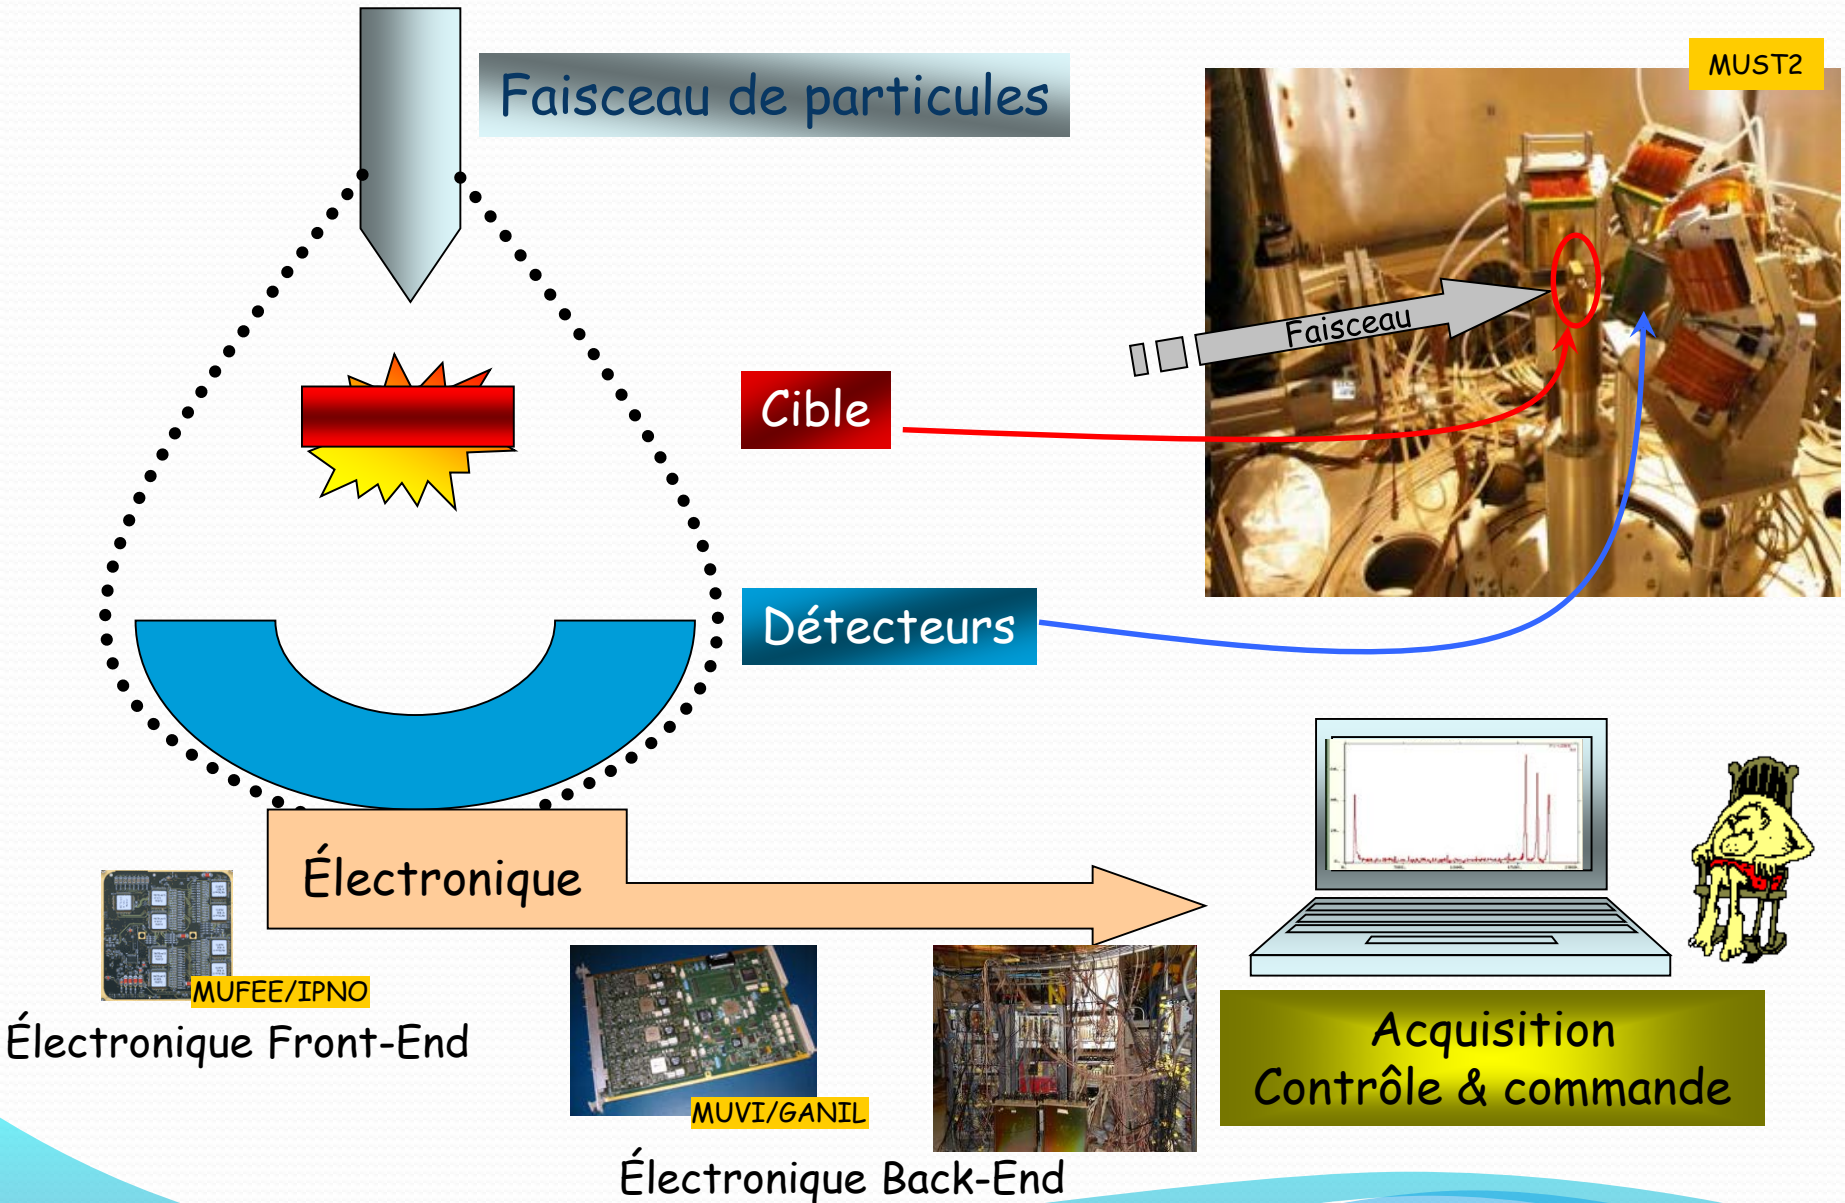 Faisceau de particules
MUST2
Faisceau
Cible
Détecteurs
Électronique
MUFEE/IPNO
Électronique Front-End
MUVI/GANIL
Électronique Back-End
Acquisition
Contrôle & commande